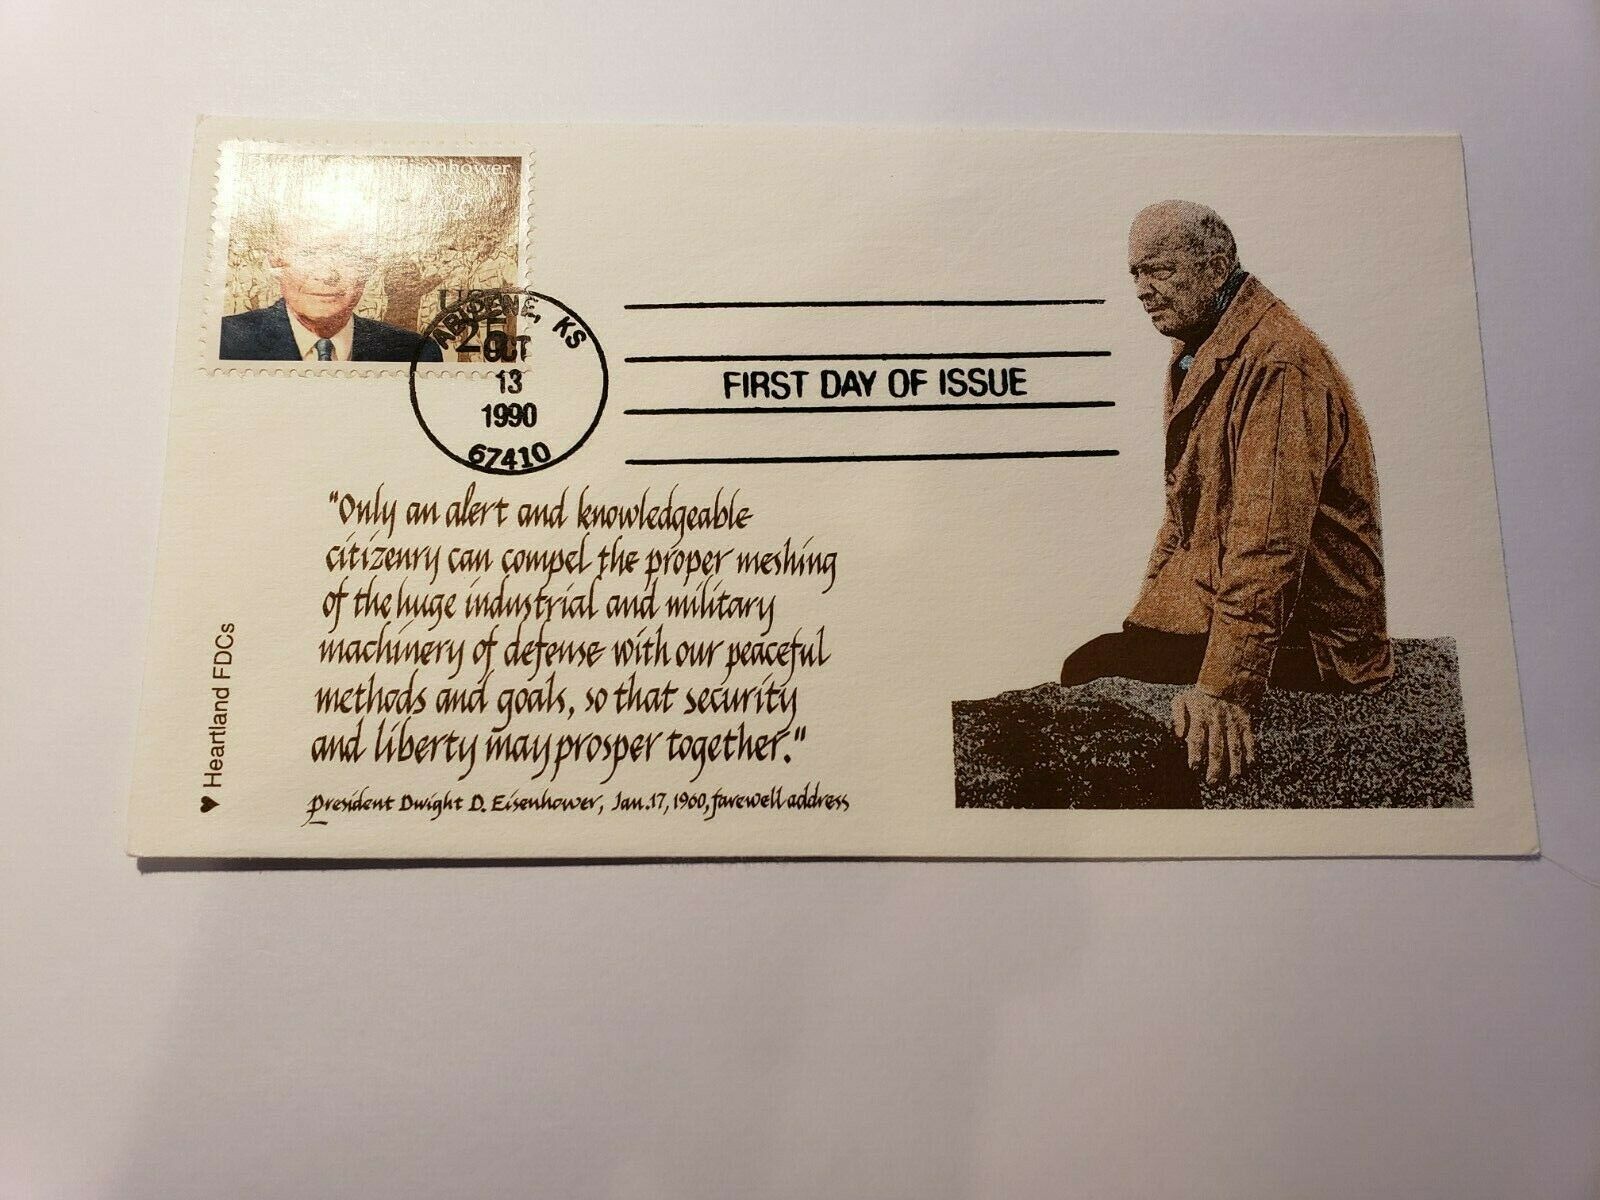 Eisenhower
USA
25
ABILENE, KS
OCT
13
1990
67410
FIRST DAY OF ISSUE
"Only an alert and knowledgeable
citizenry can compel the proper meshing
of the huge industrial and military
machinery of defense with our peaceful
methods and goals, so that security
and liberty may prosper together."
President Dwight D. Eisenhower, Jan. 17, 1960, farewell address
♥ Heartland FDCs